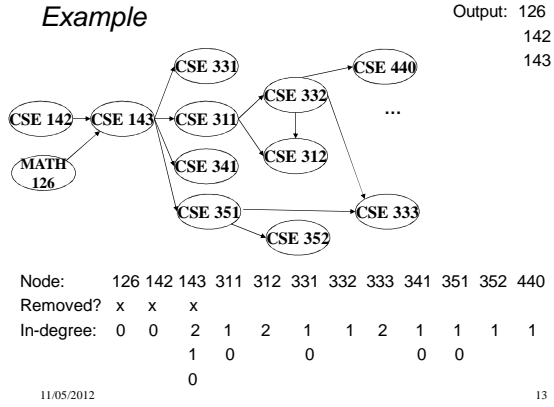 Example
Output: 126
142
143
CSE 331
CSE 440
CSE 332
…
CSE 142
CSE 143
CSE 311
CSE 312
MATH
126
CSE 341
CSE 351
CSE 333
CSE 352
Node: 126 142 143 311 312 331 332 333 341 351 352 440
Removed? x x x
In-degree: 0 0 2 1 2 1 1 2 1 1 1 1
1 0 0 0 0
0
11/05/2012 13